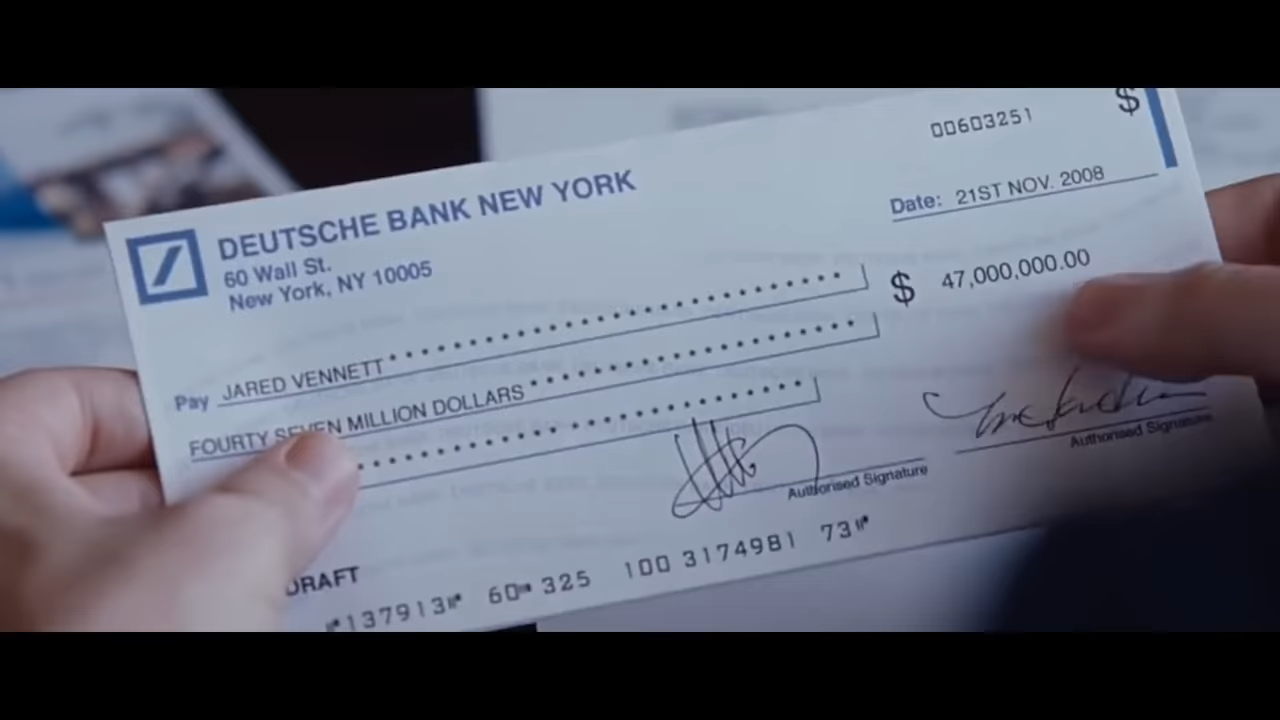 00603251
$
DEUTSCHE BANK NEW YORK
60 Wall St.
New York, NY 10005
Date: 21ST NOV. 2008
$ 47,000,000.00
Pay JARED VENNETT
FOURTY SEVEN MILLION DOLLARS
Authorised Signature
Authorised Signature
DRAFT
⑈137913⑈ 60⑉325 100 3174981 73⑈